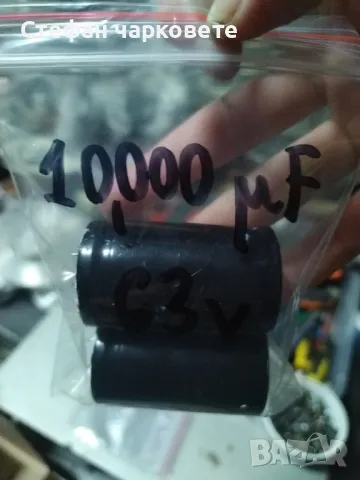 Стефан чарковете
10,000 µF
63v
BAZAR